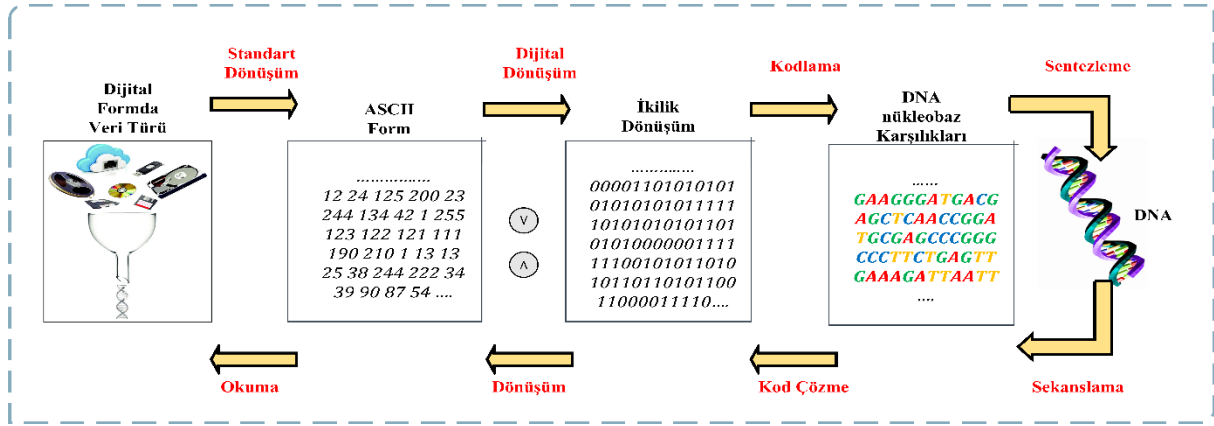 Standart
Dönüşüm
Dijital
Dönüşüm
Kodlama
Sentezleme
Dijital
Formda
Veri Türü
ASCII
Form
İkilik
Dönüşüm
DNA
nükleobaz
Karşılıkları
……………
12 24 125 200 23
244 134 42 1 255
123 122 121 111
190 210 1 13 13
25 38 244 222 34
39 90 87 54 ....
V
Λ
……………
00001101010101
01010101011111
10101010101101
01010000001111
11100101011010
10110110101100
11000011110....
......
GAAGGGATGACG
AGCTCAACCGGA
TGCGAGCCCGGG
CCCTTCTGAGTT
GAAAGATTAATT
....
DNA
Okuma
Dönüşüm
Kod Çözme
Sekanslama